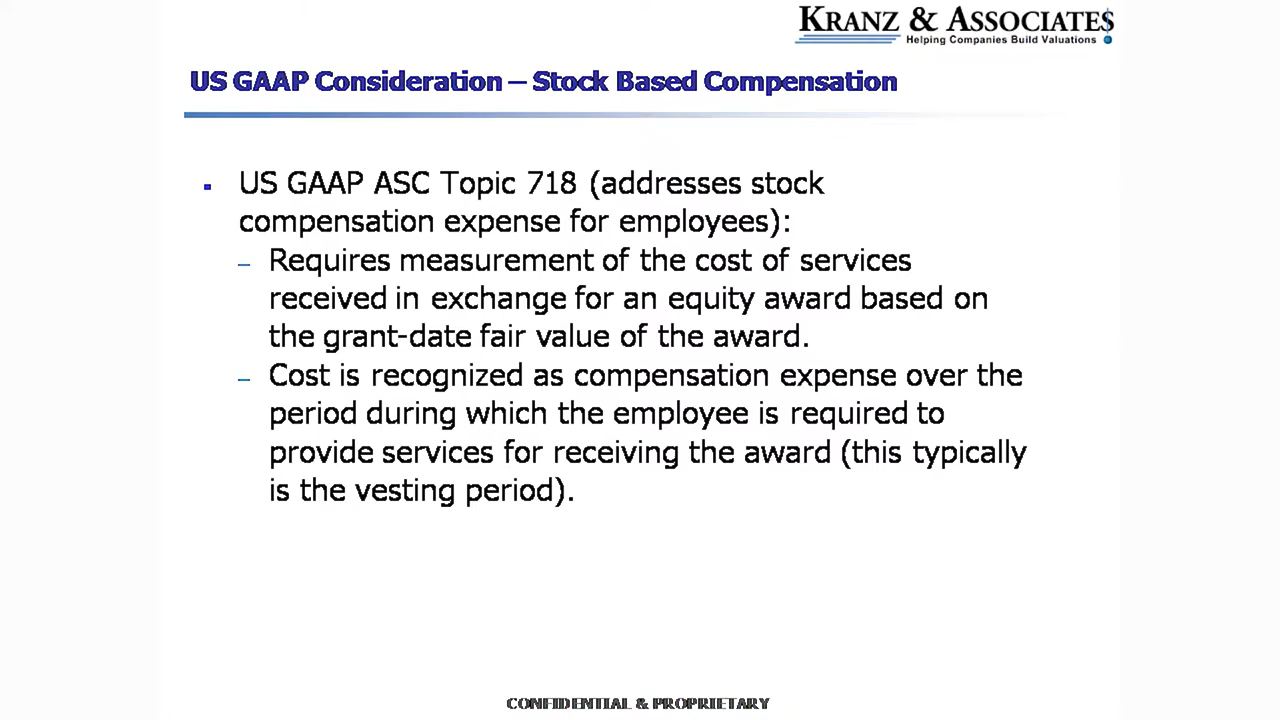 KRANZ & ASSOCIATES
Helping Companies Build Valuations
US GAAP Consideration – Stock Based Compensation
▪ US GAAP ASC Topic 718 (addresses stock
compensation expense for employees):
– Requires measurement of the cost of services
received in exchange for an equity award based on
the grant-date fair value of the award.
– Cost is recognized as compensation expense over the
period during which the employee is required to
provide services for receiving the award (this typically
is the vesting period).
CONFIDENTIAL & PROPRIETARY